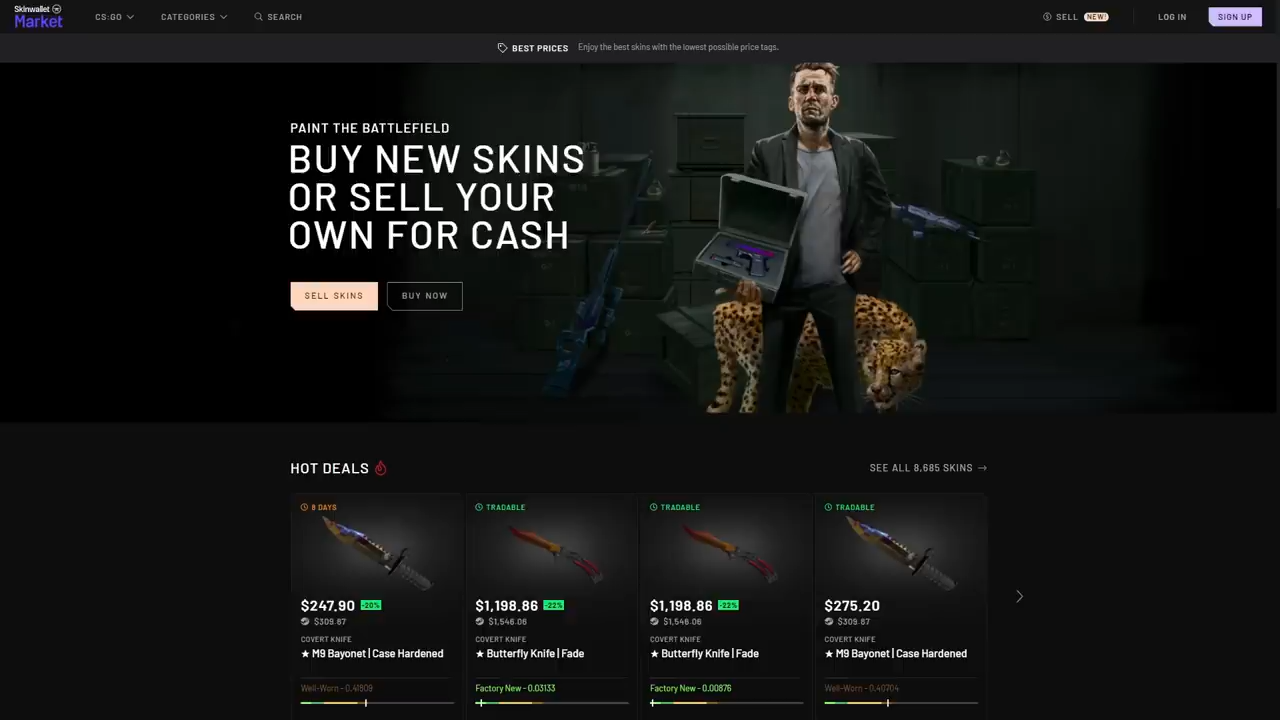 Skinwallet
Market
CS:GO
CATEGORIES
SEARCH
SELL
NEW!
LOG IN
SIGN UP
BEST PRICES
Enjoy the best skins with the lowest possible price tags.
PAINT THE BATTLEFIELD
BUY NEW SKINS
OR SELL YOUR
OWN FOR CASH
SELL SKINS
BUY NOW
HOT DEALS
SEE ALL 8,685 SKINS →
8 DAYS
$247.90 -20%
$309.87
COVERT KNIFE
★ M9 Bayonet | Case Hardened
Well-Worn - 0.41809
TRADABLE
$1,198.86 -22%
$1,546.06
COVERT KNIFE
★ Butterfly Knife | Fade
Factory New - 0.03133
TRADABLE
$1,198.86 -22%
$1,546.06
COVERT KNIFE
★ Butterfly Knife | Fade
Factory New - 0.00876
TRADABLE
$275.20
$309.87
COVERT KNIFE
★ M9 Bayonet | Case Hardened
Well-Worn - 0.40704